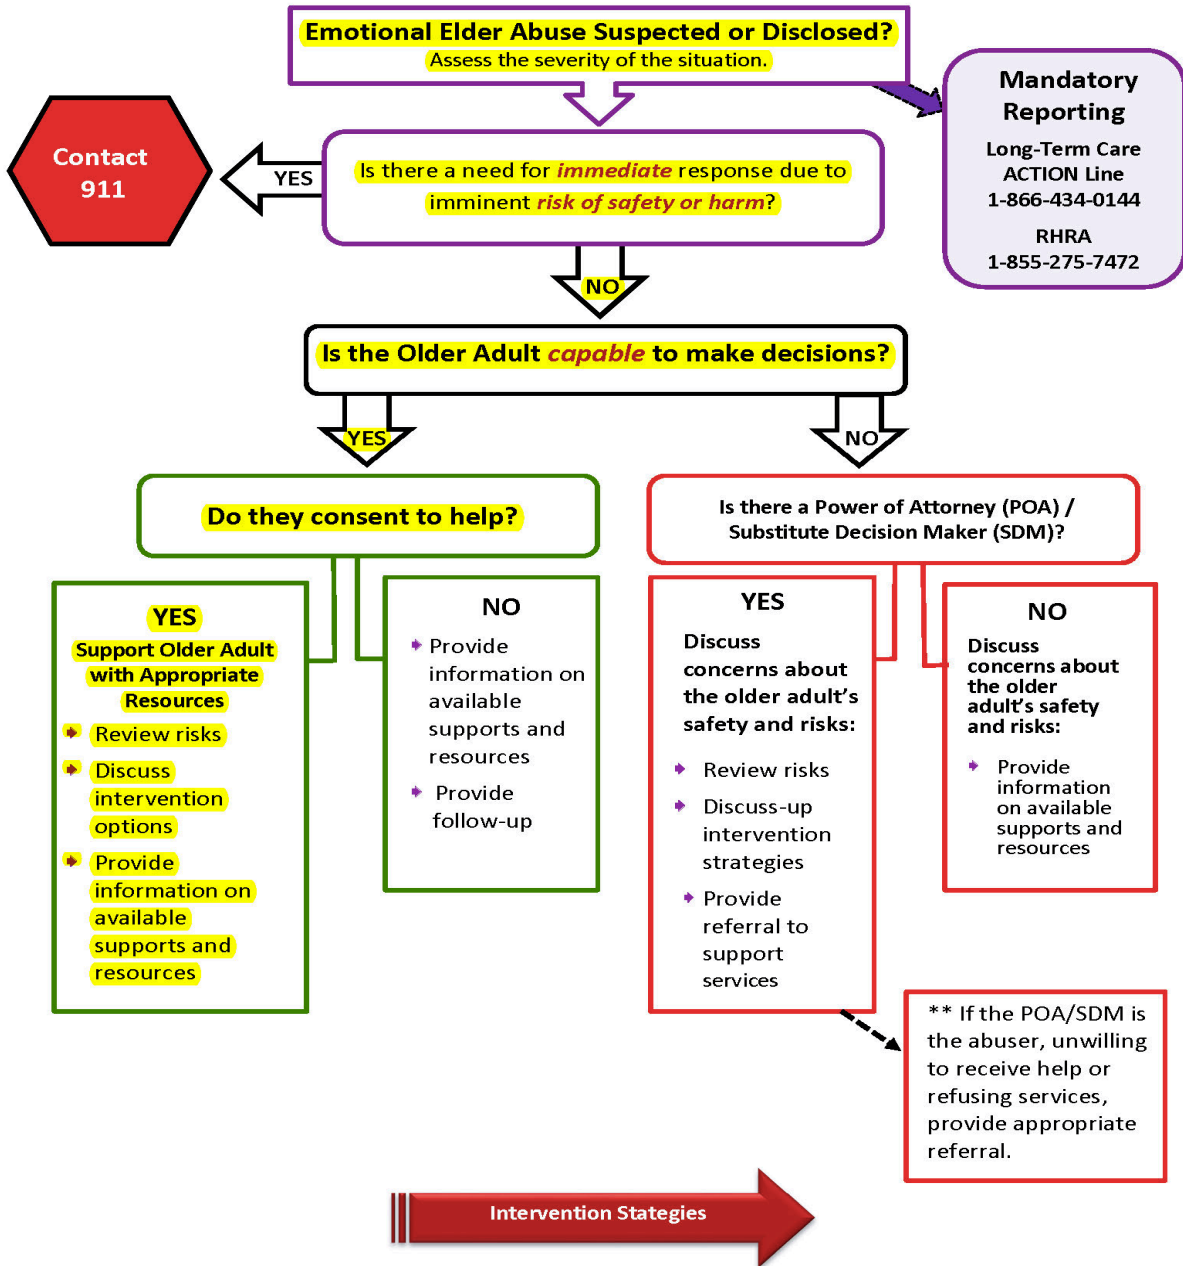 Emotional Elder Abuse Suspected or Disclosed?
Assess the severity of the situation.
Mandatory
Reporting
Long-Term Care
ACTION Line
1-866-434-0144
RHRA
1-855-275-7472
Contact
911
YES
Is there a need for immediate response due to
imminent risk of safety or harm?
NO
Is the Older Adult capable to make decisions?
YES
NO
Do they consent to help?
Is there a Power of Attorney (POA) /
Substitute Decision Maker (SDM)?
YES
Support Older Adult
with Appropriate
Resources
Review risks
Discuss
intervention
options
Provide
information on
available
supports and
resources
NO
Provide
information on
available
supports and
resources
Provide
follow-up
YES
Discuss
concerns about
the older adult's
safety and risks:
Review risks
Discuss-up
intervention
strategies
Provide
referral to
support
services
NO
Discuss
concerns about
the older
adult's safety
and risks:
Provide
information
on available
supports and
resources
** If the POA/SDM is
the abuser, unwilling
to receive help or
refusing services,
provide appropriate
referral.
Intervention Stategies